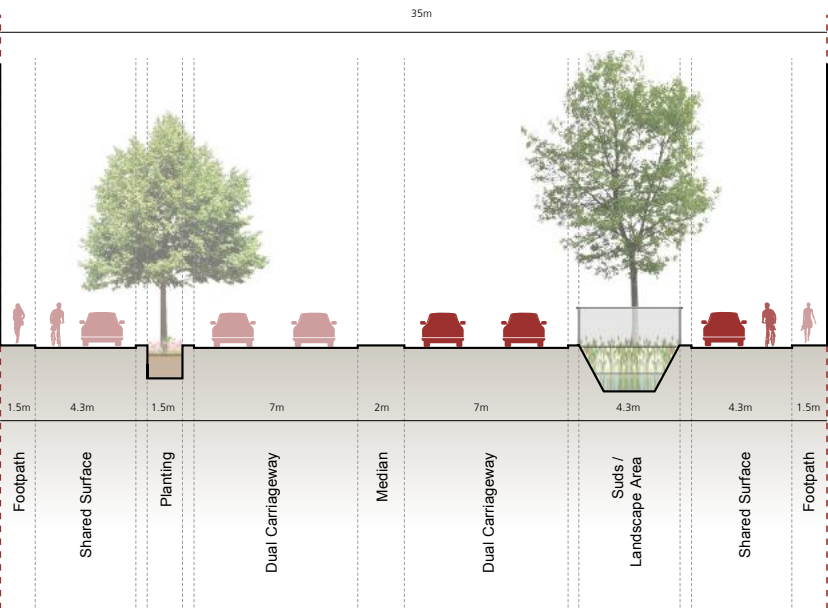 35m
1.5m
4.3m
1.5m
7m
2m
7m
4.3m
4.3m
1.5m
Footpath
Shared Surface
Planting
Dual Carriageway
Median
Dual Carriageway
Suds /
Landscape Area
Shared Surface
Footpath